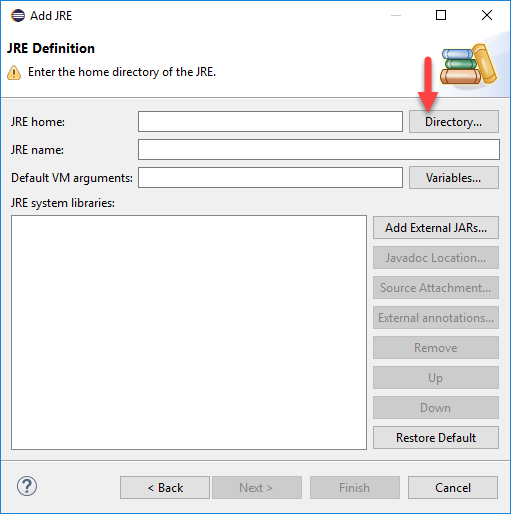 Add JRE
JRE Definition
Enter the home directory of the JRE.
JRE home:
Directory...
JRE name:
Default VM arguments:
Variables...
JRE system libraries:
Add External JARs...
Javadoc Location...
Source Attachment...
External annotations...
Remove
Up
Down
Restore Default
?
< Back
Next >
Finish
Cancel